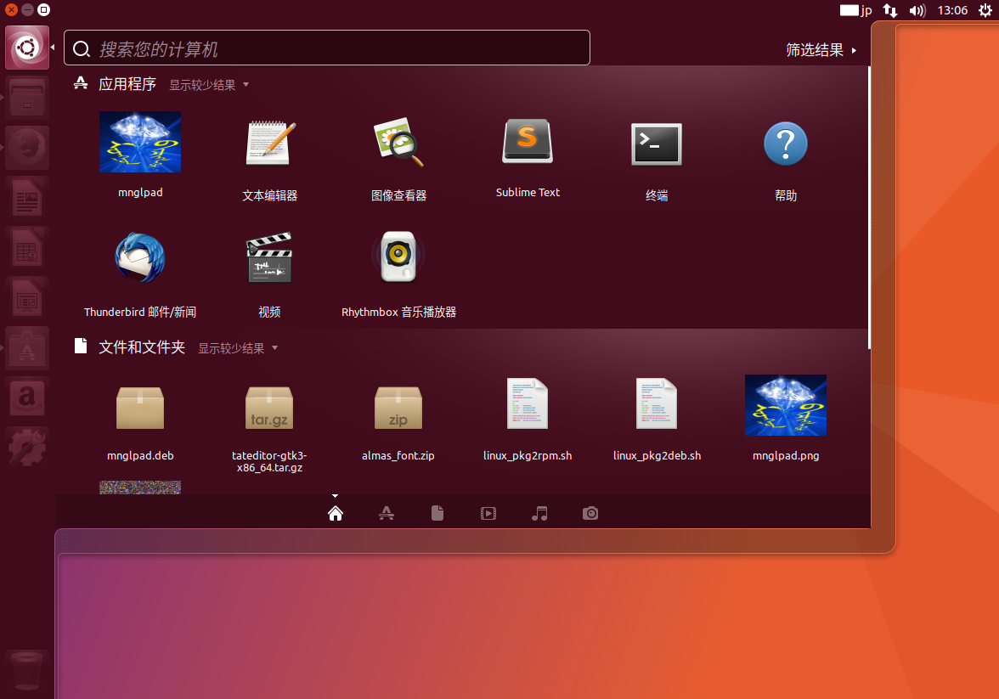 jp 13:06
搜索您的计算机
筛选结果
应用程序 显示较少结果
mnglpad
文本编辑器
图像查看器
Sublime Text
终端
帮助
Thunderbird 邮件/新闻
视频
Rhythmbox 音乐播放器
文件和文件夹 显示较少结果
tar.gz
zip
mnglpad.deb
tateditor-gtk3-
x86_64.tar.gz
almas_font.zip
linux_pkg2rpm.sh
linux_pkg2deb.sh
mnglpad.png